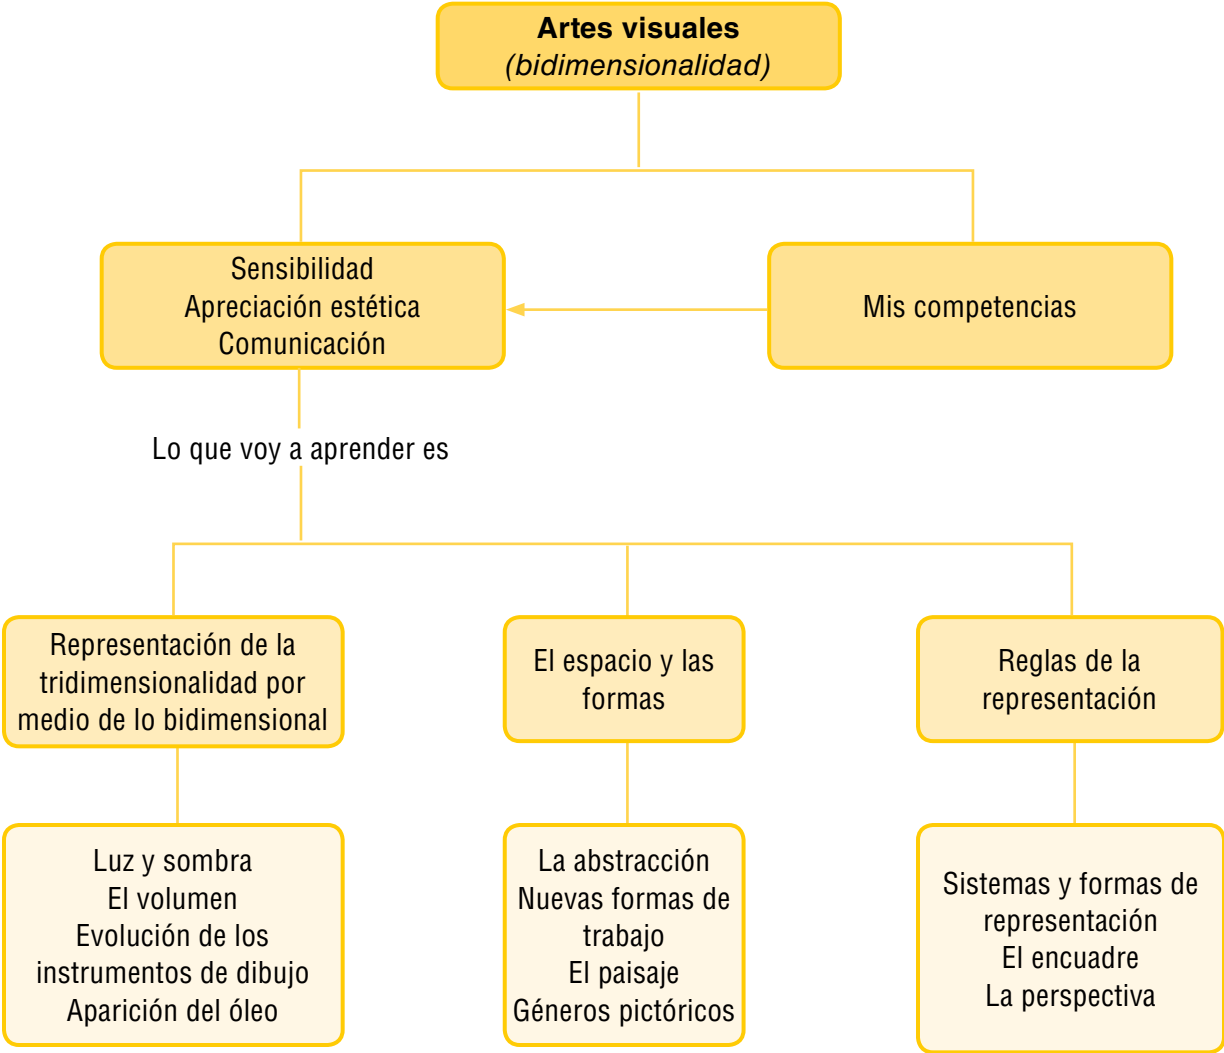 Artes visuales
(bidimensionalidad)
Sensibilidad
Apreciación estética
Comunicación
Mis competencias
Lo que voy a aprender es
Representación de la
tridimensionalidad por
medio de lo bidimensional
El espacio y las
formas
Reglas de la
representación
Luz y sombra
El volumen
Evolución de los
instrumentos de dibujo
Aparición del óleo
La abstracción
Nuevas formas de
trabajo
El paisaje
Géneros pictóricos
Sistemas y formas de
representación
El encuadre
La perspectiva